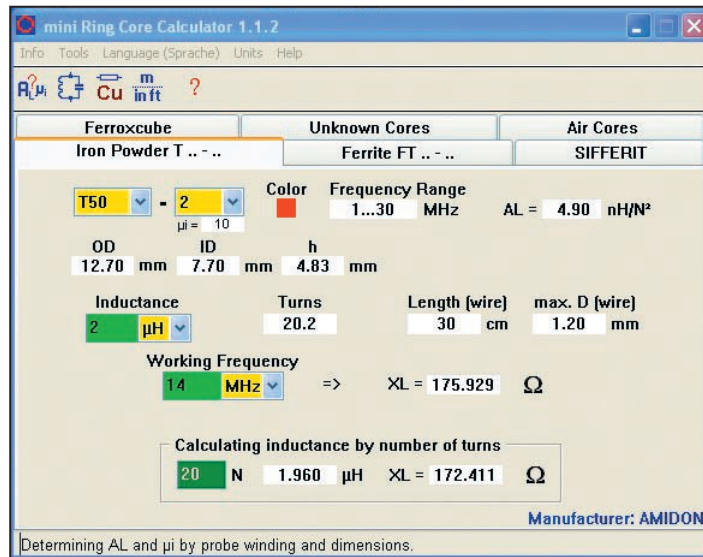 mini Ring Core Calculator 1.1.2
Info Tools Language (Sprache) Units Help
AL?µi Cu m/in ft ?
Ferroxcube Unknown Cores Air Cores
Iron Powder T .. - .. Ferrite FT .. - .. SIFFERIT
Color Frequency Range
T50 - 2 1...30 MHz AL = 4.90 nH/N²
µi = 10
OD ID h
12.70 mm 7.70 mm 4.83 mm
Inductance Turns Length (wire) max. D (wire)
2 µH 20.2 30 cm 1.20 mm
Working Frequency
14 MHz => XL = 175.929 Ω
Calculating inductance by number of turns
20 N 1.960 µH XL = 172.411 Ω
Manufacturer: AMIDON
Determining AL and µi by probe winding and dimensions.